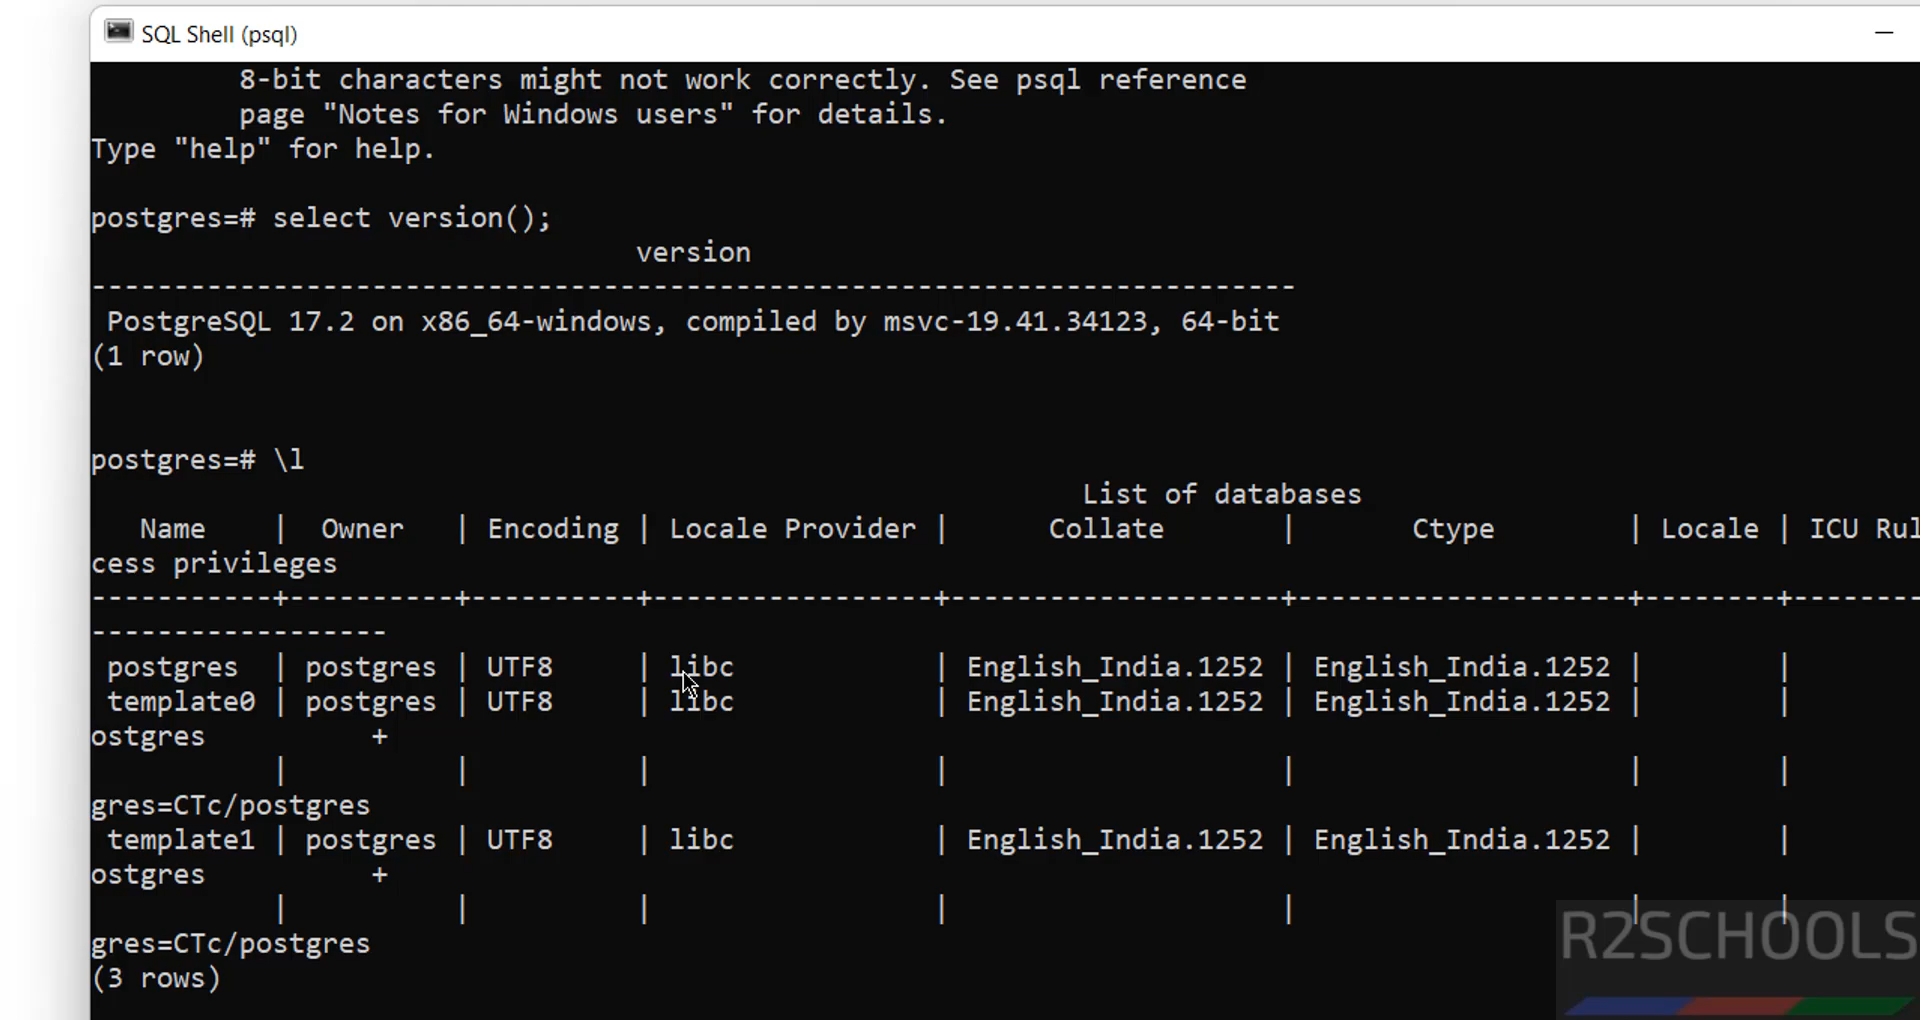 SQL Shell (psql)
8-bit characters might not work correctly. See psql reference
page "Notes for Windows users" for details.
Type "help" for help.
postgres=# select version();
version
-------------------------------------------------------------------------
PostgreSQL 17.2 on x86_64-windows, compiled by msvc-19.41.34123, 64-bit
(1 row)
postgres=# \l
List of databases
Name | Owner | Encoding | Locale Provider | Collate | Ctype | Locale | ICU Rul
cess privileges
-----------+----------+----------+-----------------+--------------------+--------------------+--------+--------
------------------
postgres | postgres | UTF8 | libc | English_India.1252 | English_India.1252 | |
template0 | postgres | UTF8 | libc | English_India.1252 | English_India.1252 | |
ostgres +
| | | | | | |
gres=CTc/postgres
template1 | postgres | UTF8 | libc | English_India.1252 | English_India.1252 | |
ostgres +
| | | | | | |
gres=CTc/postgres
(3 rows)
R2SCHOOLS